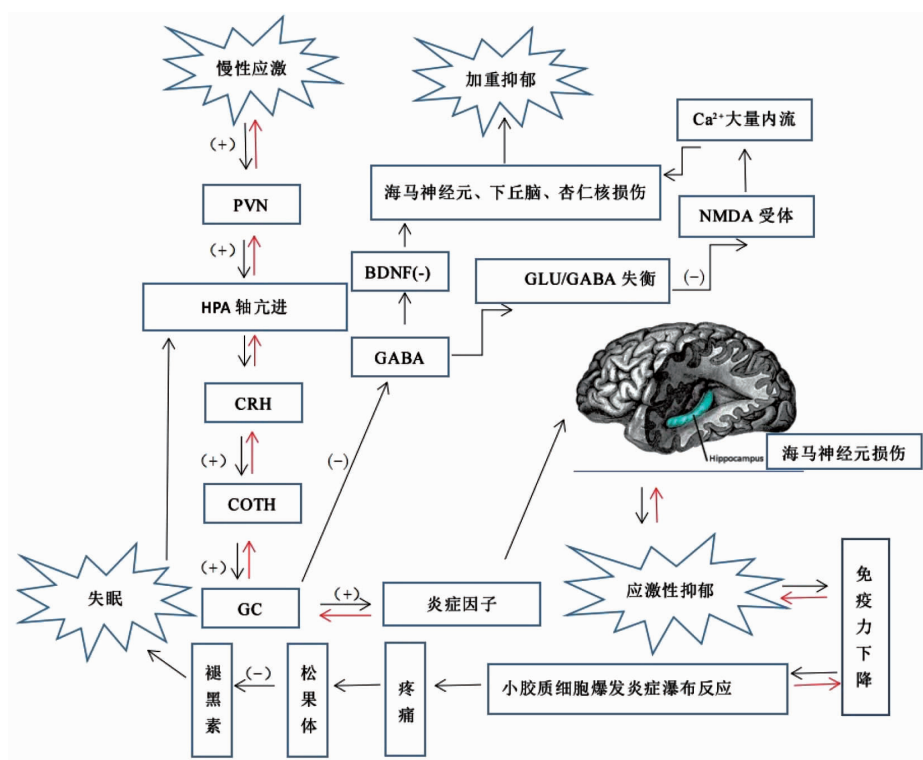 慢性应激
加重抑郁
Ca²⁺大量内流
(+)
海马神经元、下丘脑、杏仁核损伤
PVN
NMDA 受体
(+)
BDNF(-)
GLU/GABA 失衡
(-)
HPA 轴亢进
GABA
CRH
Hippocampus
海马神经元损伤
(+)
(-)
COTH
(+)
失眠
GC
(+)
炎症因子
应激性抑郁
免疫力下降
褪黑素
(-)
松果体
疼痛
小胶质细胞爆发炎症瀑布反应